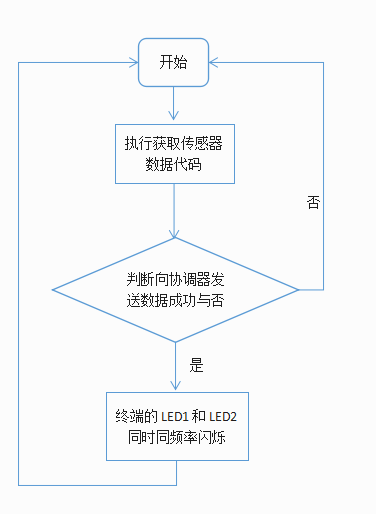 开始
执行获取传感器
数据代码
否
判断向协调器发
送数据成功与否
是
终端的 LED1 和 LED2
同时同频率闪烁